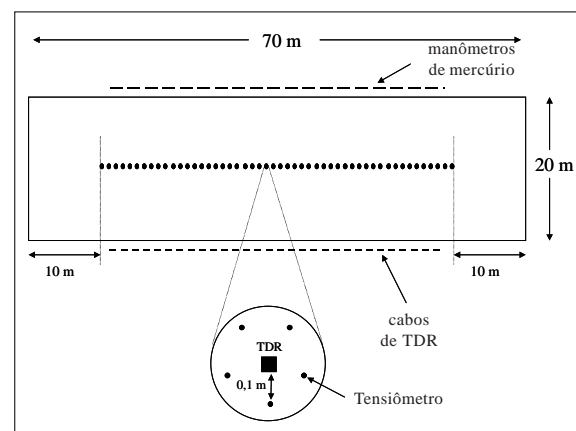 70 m
manômetros
de mercúrio
20 m
10 m
10 m
cabos
de TDR
TDR
0,1 m
Tensiômetro